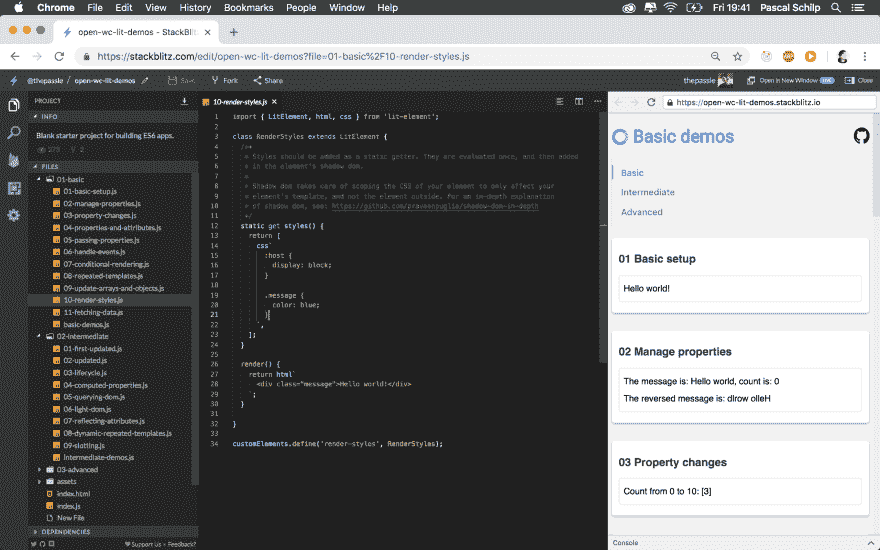 Chrome File Edit View History Bookmarks People Window Help
Fri 19:41 Pascal Schilp
open-wc-lit-demos - StackBlitz
https://stackblitz.com/edit/open-wc-lit-demos?file=01-basic%2F10-render-styles.js
@thepassle / open-wc-lit-demos
Save
Fork
Share
thepassle
Open in New Window
Close
PROJECT
INFO
Blank starter project for building ES6 apps.
273 2
FILES
01-basic
01-basic-setup.js
02-manage-properties.js
03-property-changes.js
04-properties-and-attributes.js
05-passing-properties.js
06-handle-events.js
07-conditional-rendering.js
08-repeated-templates.js
09-update-arrays-and-objects.js
10-render-styles.js
11-fetching-data.js
basic-demos.js
02-intermediate
01-first-updated.js
02-updated.js
03-lifecycle.js
04-computed-properties.js
05-querying-dom.js
06-light-dom.js
07-reflecting-attributes.js
08-dynamic-repeated-templates.js
09-slotting.js
intermediate-demos.js
03-advanced
assets
index.html
index.js
New File
DEPENDENCIES
Support Us
Feedback?
10-render-styles.js
1 import { LitElement, html, css } from 'lit-element';
2
3 class RenderStyles extends LitElement {
4 /**
5 * Styles should be added as a static getter. They are evaluated once, and then added
6 * in the element's shadow dom.
7 *
8 * Shadow dom takes care of scoping the CSS of your element to only affect your
9 * element's template, and not the element outside. For an in-depth explanation
10 * of shadow dom, see: https://github.com/praveenpuglia/shadow-dom-in-depth
11 */
12 static get styles() {
13 return [
14 css`
15 :host {
16 display: block;
17 }
18
19 .message {
20 color: blue;
21 }
22 `,
23 ];
24 }
25
26 render() {
27 return html`
28 <div class="message">Hello world!</div>
29 `;
30 }
31
32 }
33
34 customElements.define('render-styles', RenderStyles);
https://open-wc-lit-demos.stackblitz.io
Basic demos
Basic
Intermediate
Advanced
01 Basic setup
Hello world!
02 Manage properties
The message is: Hello world, count is: 0
The reversed message is: dlrow olleH
03 Property changes
Count from 0 to 10: [3]
Console